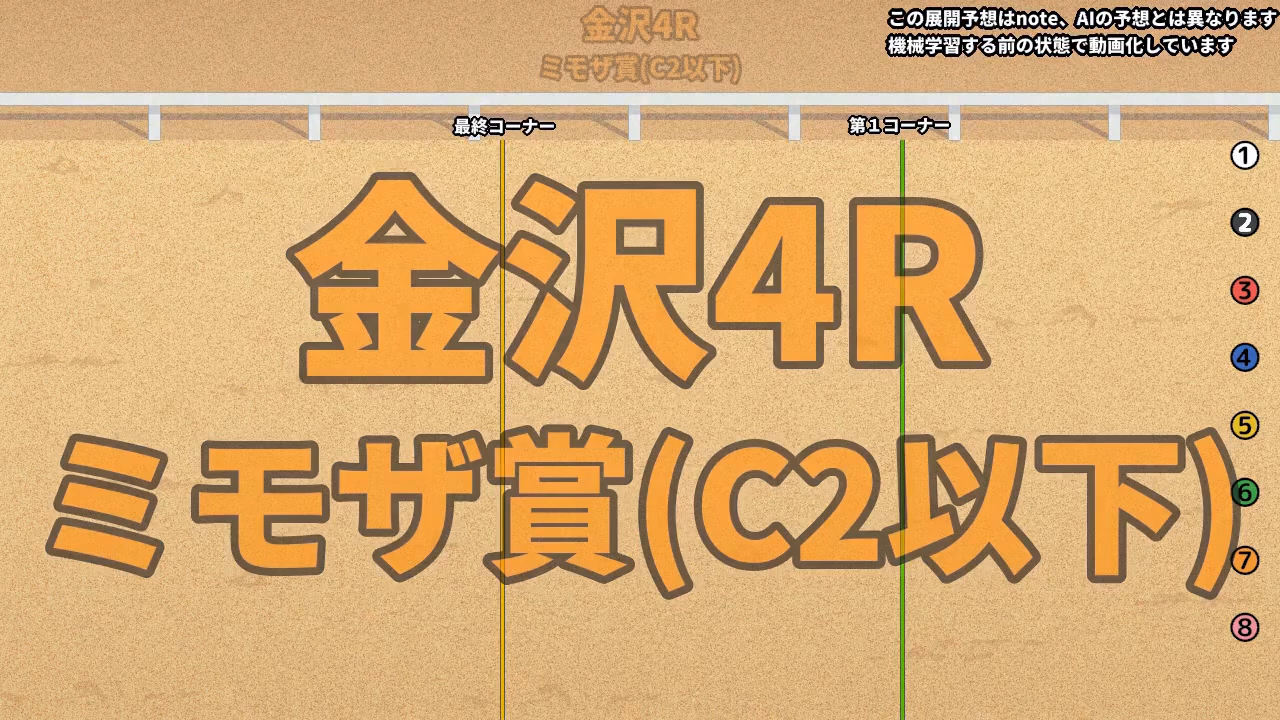 金沢4R
ミモザ賞(C2以下)
この展開予想はnote、AIの予想とは異なります
機械学習する前の状態で動画化しています
最終コーナー
第１コーナー
1
2
3
4
5
6
7
8
金沢4R
ミモザ賞(C2以下)